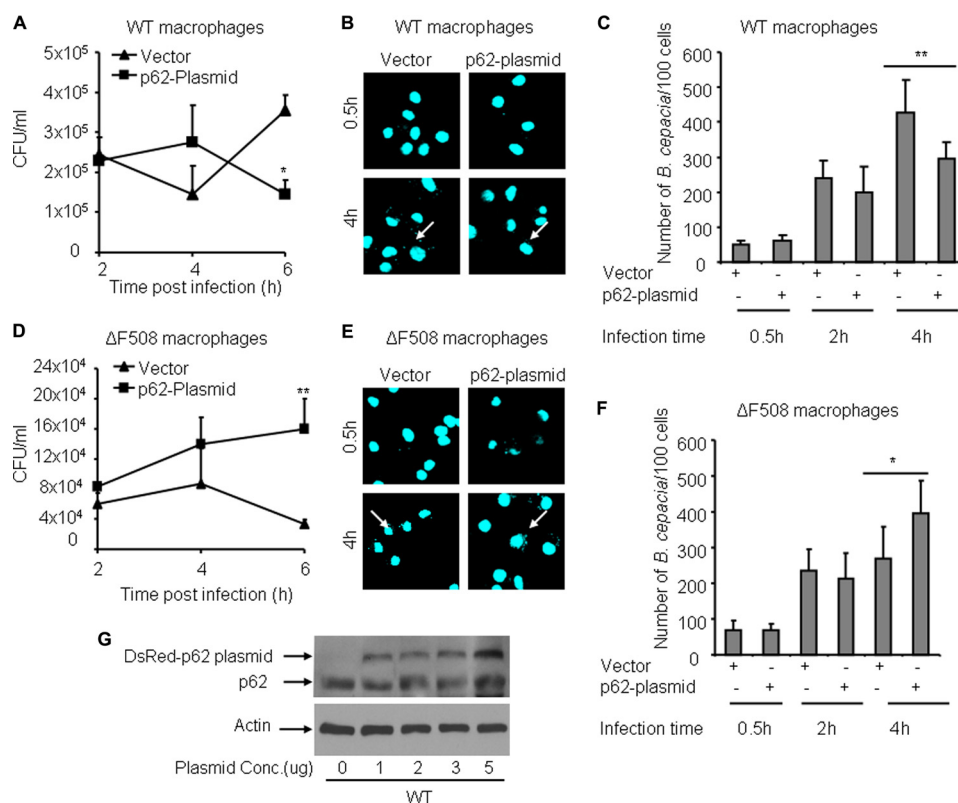 A
WT macrophages
Vector
p62-Plasmid
5x10⁵
4x10⁵
3x10⁵
2x10⁵
1x10⁵
0
CFU/ml
*
2 4 6
Time post infection (h)
B
WT macrophages
Vector p62-plasmid
0.5h
4h
C
WT macrophages
**
600
500
400
300
200
100
0
Number of B. cepacia/100 cells
Vector + - + - + -
p62-plasmid - + - + - +
Infection time 0.5h 2h 4h
D
ΔF508 macrophages
Vector
p62-Plasmid
24x10⁴
20x10⁴
16x10⁴
12x10⁴
8x10⁴
4x10⁴
0
CFU/ml
**
2 4 6
Time post infection (h)
E
ΔF508 macrophages
Vector p62-plasmid
0.5h
4h
F
ΔF508 macrophages
*
600
500
400
300
200
100
0
Number of B. cepacia/100 cells
Vector + - + - + -
p62-plasmid - + - + - +
Infection time 0.5h 2h 4h
G
DsRed-p62 plasmid
p62
Actin
Plasmid Conc.(ug) 0 1 2 3 5
WT